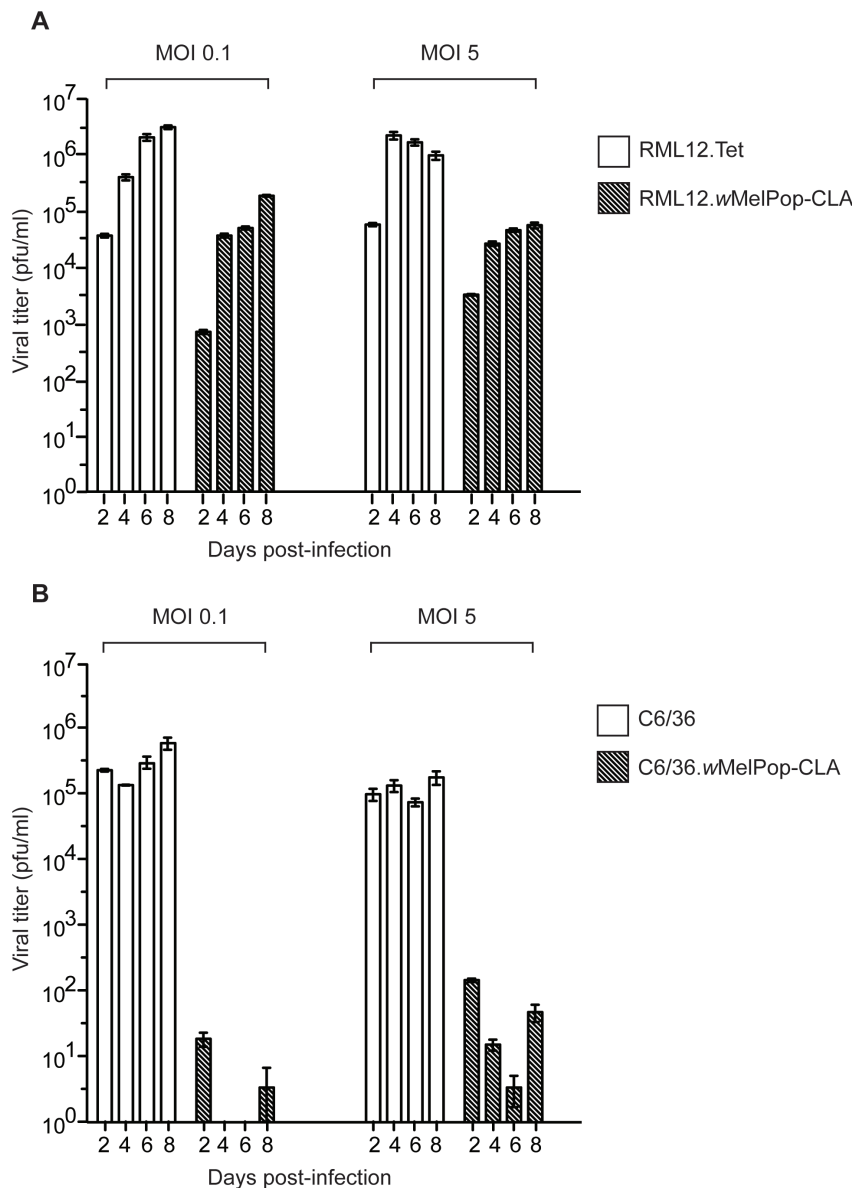 A
MOI 0.1 MOI 5
10^7
10^6
10^5
10^4
10^3
10^2
10^1
10^0
Viral titer (pfu/ml)
RML12.Tet
RML12.wMelPop-CLA
2 4 6 8 2 4 6 8 2 4 6 8 2 4 6 8
Days post-infection
B
MOI 0.1 MOI 5
10^7
10^6
10^5
10^4
10^3
10^2
10^1
10^0
Viral titer (pfu/ml)
C6/36
C6/36.wMelPop-CLA
2 4 6 8 2 4 6 8 2 4 6 8 2 4 6 8
Days post-infection